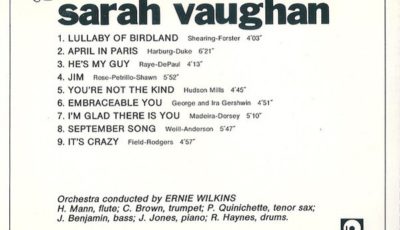 sarah vaughan
1. LULLABY OF BIRDLAND Shearing-Forster 4'03"
2. APRIL IN PARIS Harburg-Duke 6'21"
3. HE'S MY GUY Raye-DePaul 4'13"
4. JIM Rose-Petrillo-Shawn 5'52"
5. YOU'RE NOT THE KIND Hudson Mills 4'45"
6. EMBRACEABLE YOU George and Ira Gershwin 4'51"
7. I'M GLAD THERE IS YOU Madeira-Dorsey 5'10"
8. SEPTEMBER SONG Weill-Anderson 5'47"
9. IT'S CRAZY Field-Rodgers 4'57"
Orchestra conducted by ERNIE WILKINS
H. Mann, flute; C. Brown, trumpet; P. Quinichette, tenor sax;
J. Benjamin, bass; J. Jones, piano; R. Haynes, drums.